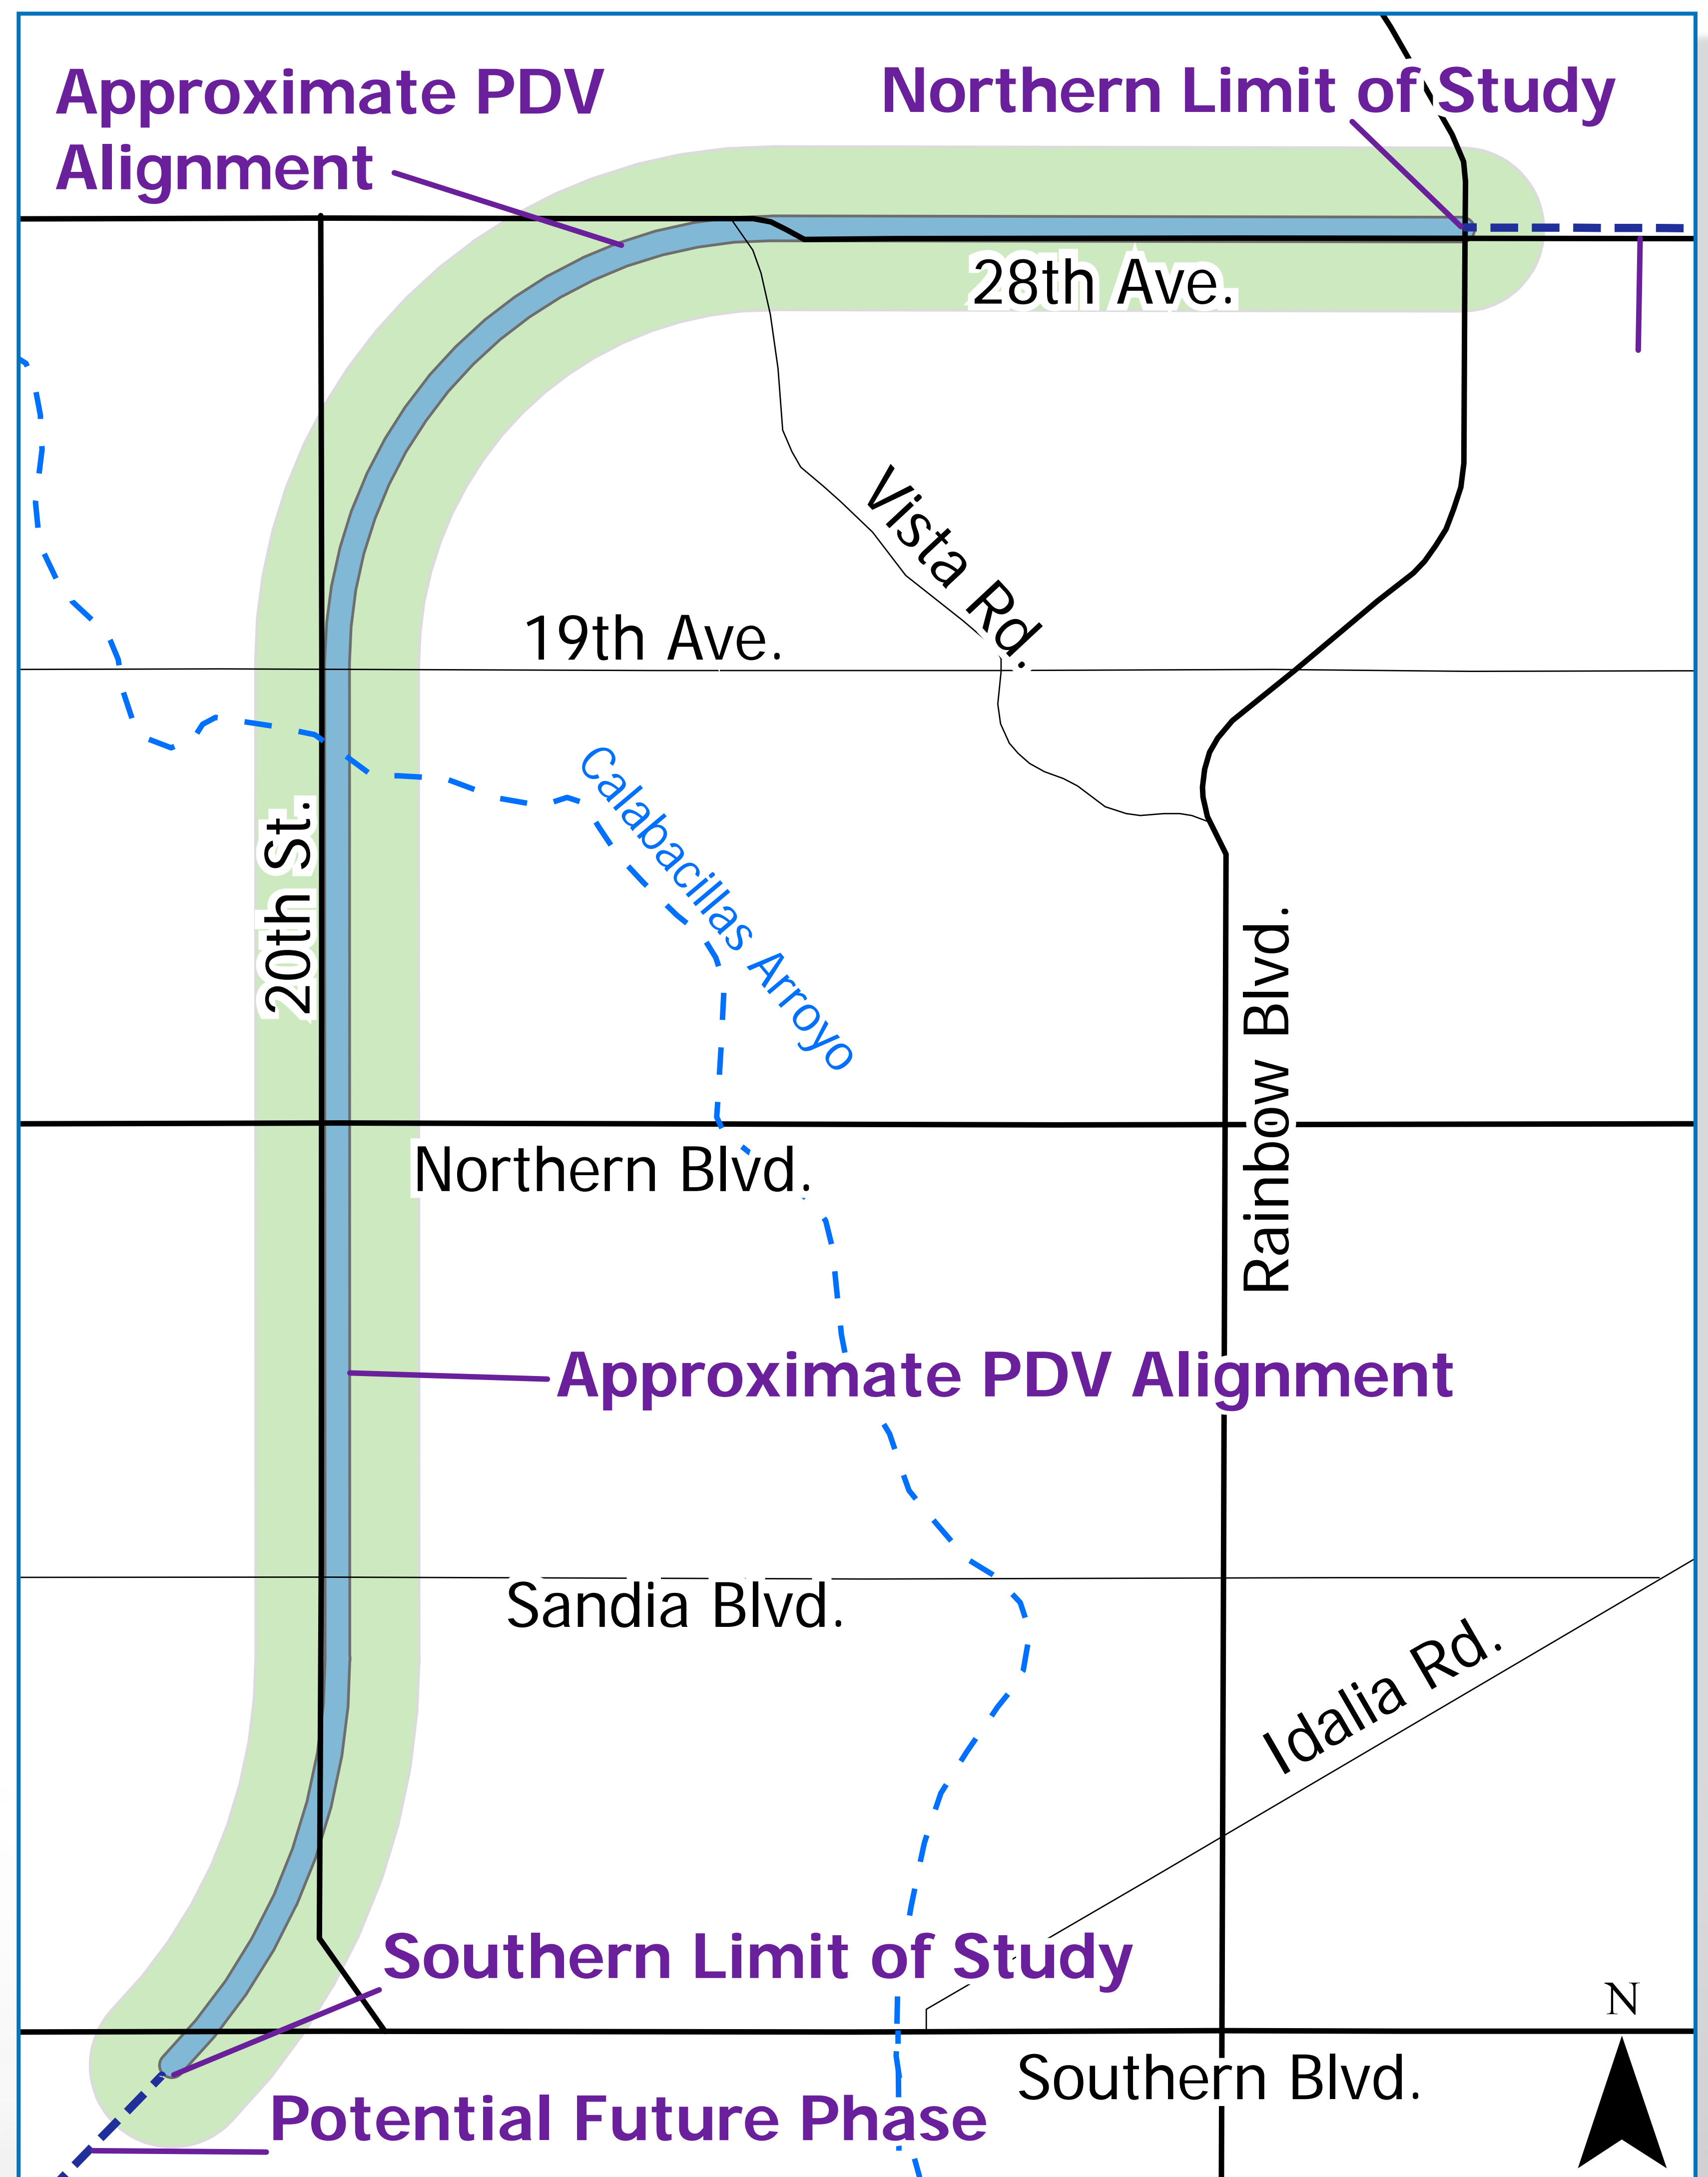 Approximate PDV
Alignment
Northern Limit of Study
28th Ave.
Vista Rd.
19th Ave.
Calabacillas Arroyo
20th St.
Rainbow Blvd.
Northern Blvd.
Approximate PDV Alignment
Sandia Blvd.
Idalia Rd.
Southern Limit of Study
N
Southern Blvd.
Potential Future Phase